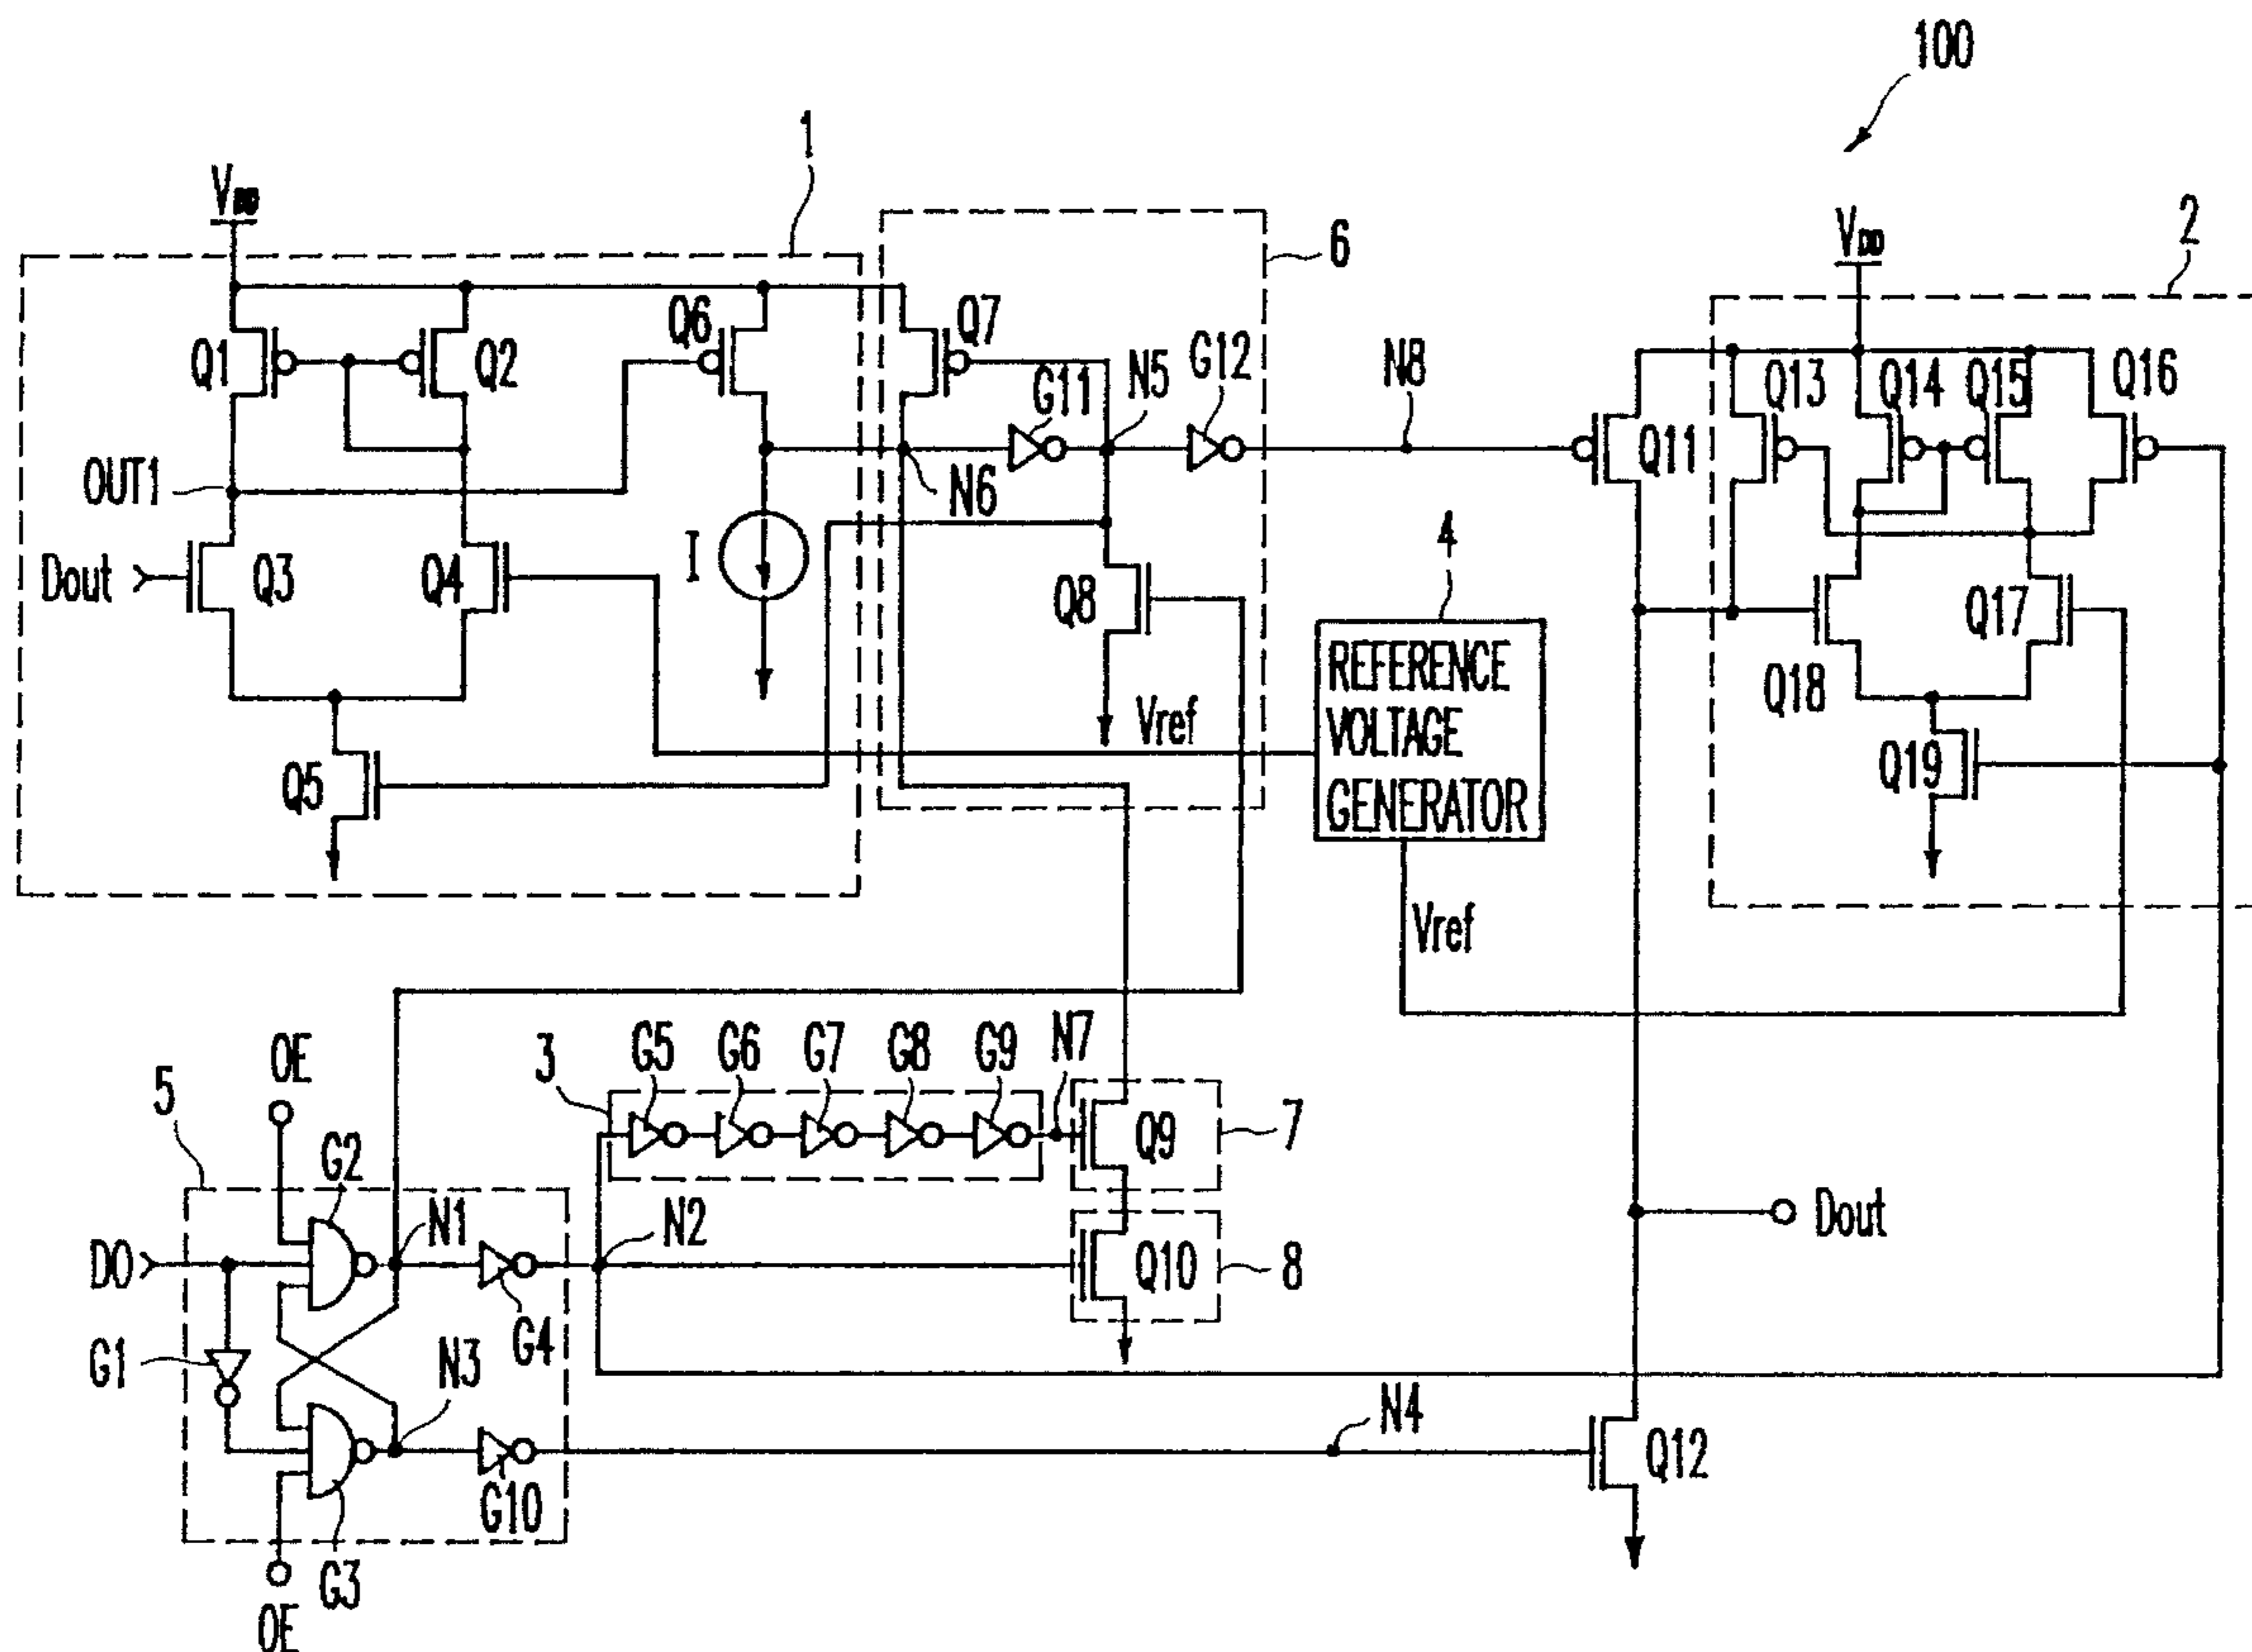 100
1
VDD
6
VDD
2
Q1
Q2
Q6
Q7
G11
N5
G12
N8
Q11
Q13
Q14
Q15
Q16
OUT1
N6
Dout
Q3
Q4
I
Q8
4
Q17
Q18
Vref
REFERENCE
VOLTAGE
GENERATOR
Q5
Q19
Vref
OE
5
3
G5
G6
G7
G8
G9
N7
Q9
7
G2
N1
N2
Q10
8
DO
Dout
G1
G4
N3
N4
G10
Q12
G3
OE